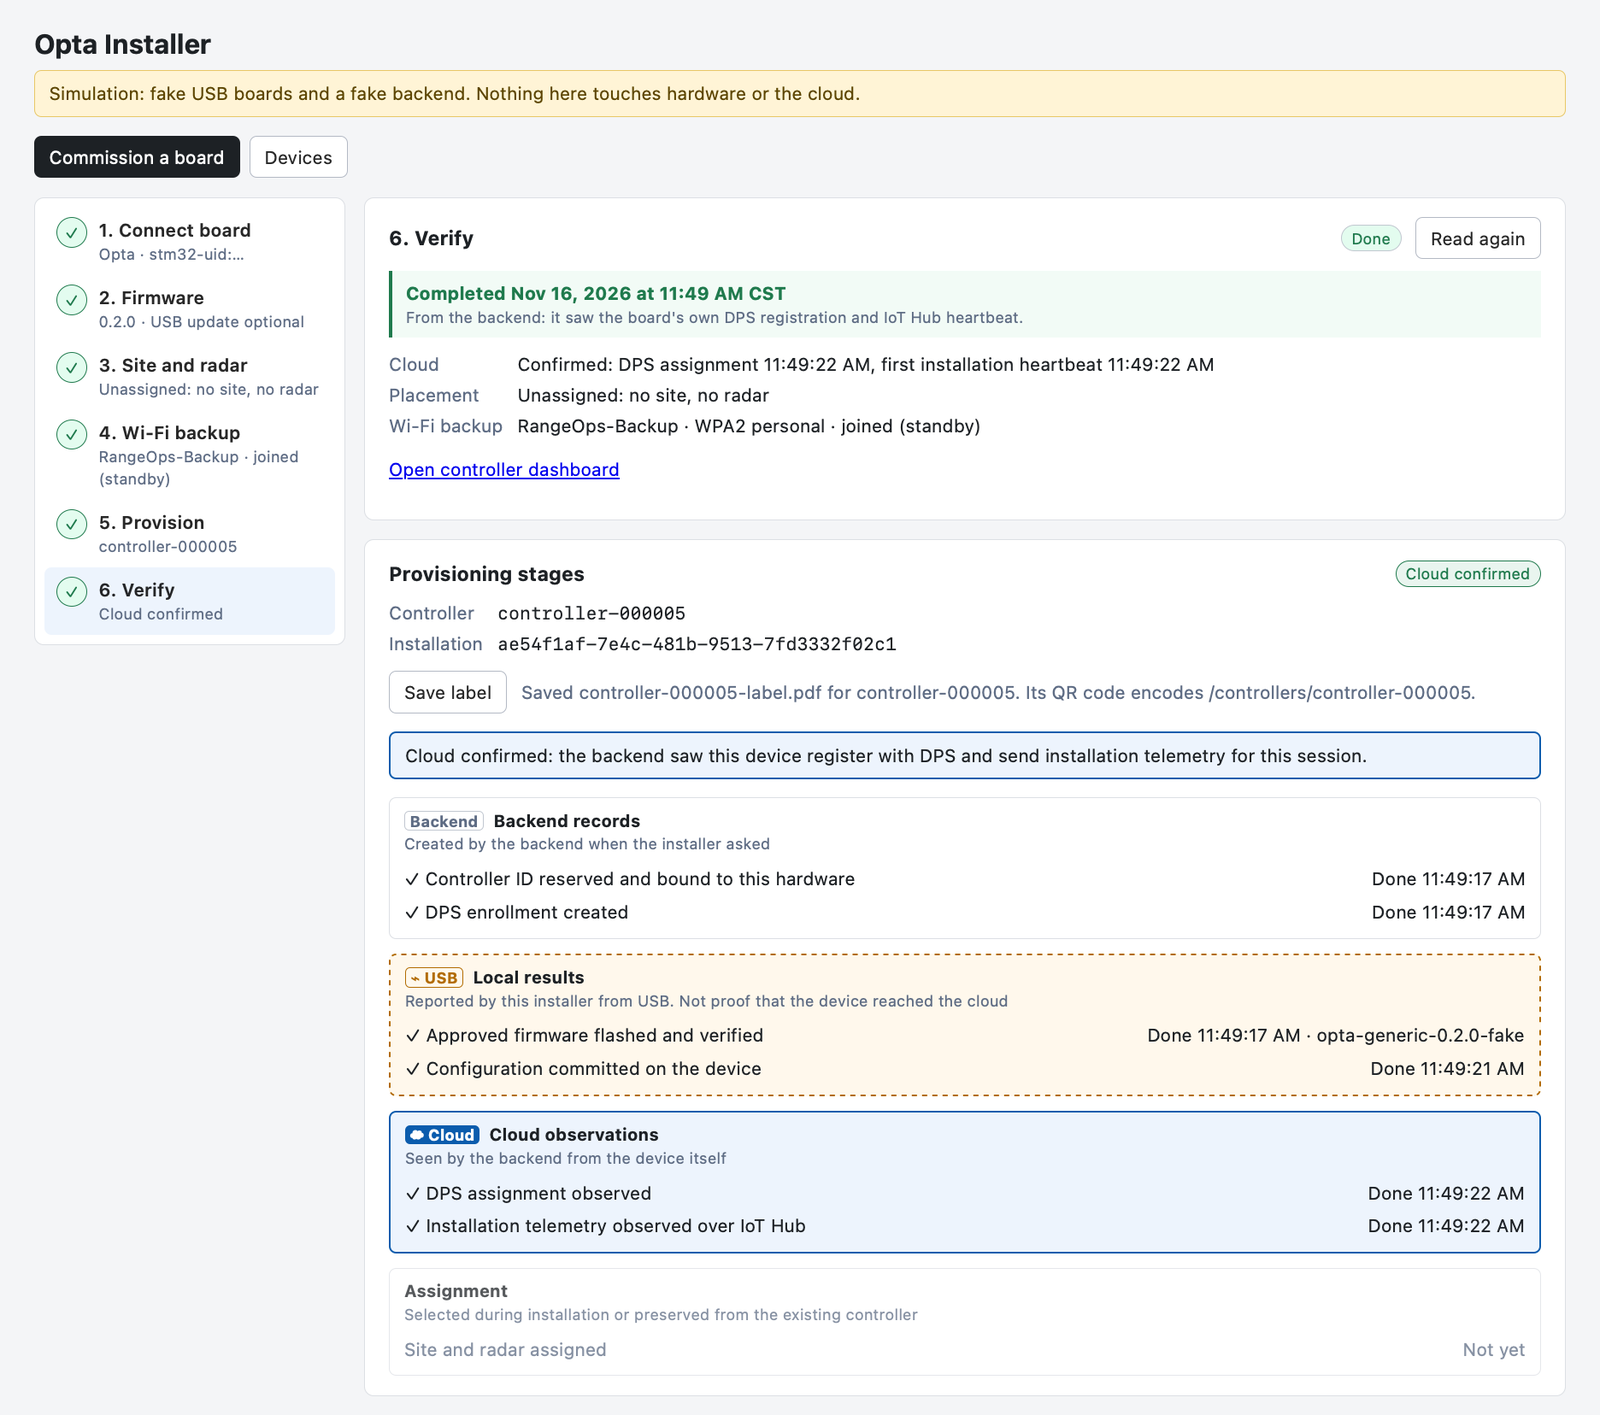 Opta Installer
Simulation: fake USB boards and a fake backend. Nothing here touches hardware or the cloud.
Commission a board
Devices
1. Connect board
Opta · stm32-uid:...
2. Firmware
0.2.0 · USB update optional
3. Site and radar
Unassigned: no site, no radar
4. Wi-Fi backup
RangeOps-Backup · joined
(standby)
5. Provision
controller-000005
6. Verify
Cloud confirmed
6. Verify
Done
Read again
Completed Nov 16, 2026 at 11:49 AM CST
From the backend: it saw the board's own DPS registration and IoT Hub heartbeat.
Cloud Confirmed: DPS assignment 11:49:22 AM, first installation heartbeat 11:49:22 AM
Placement Unassigned: no site, no radar
Wi-Fi backup RangeOps-Backup · WPA2 personal · joined (standby)
Open controller dashboard
Provisioning stages
Cloud confirmed
Controller controller-000005
Installation ae54f1af-7e4c-481b-9513-7fd3332f02c1
Save label Saved controller-000005-label.pdf for controller-000005. Its QR code encodes /controllers/controller-000005.
Cloud confirmed: the backend saw this device register with DPS and send installation telemetry for this session.
Backend Backend records
Created by the backend when the installer asked
✓ Controller ID reserved and bound to this hardware Done 11:49:17 AM
✓ DPS enrollment created Done 11:49:17 AM
USB Local results
Reported by this installer from USB. Not proof that the device reached the cloud
✓ Approved firmware flashed and verified Done 11:49:17 AM · opta-generic-0.2.0-fake
✓ Configuration committed on the device Done 11:49:21 AM
Cloud Cloud observations
Seen by the backend from the device itself
✓ DPS assignment observed Done 11:49:22 AM
✓ Installation telemetry observed over IoT Hub Done 11:49:22 AM
Assignment
Selected during installation or preserved from the existing controller
Site and radar assigned Not yet